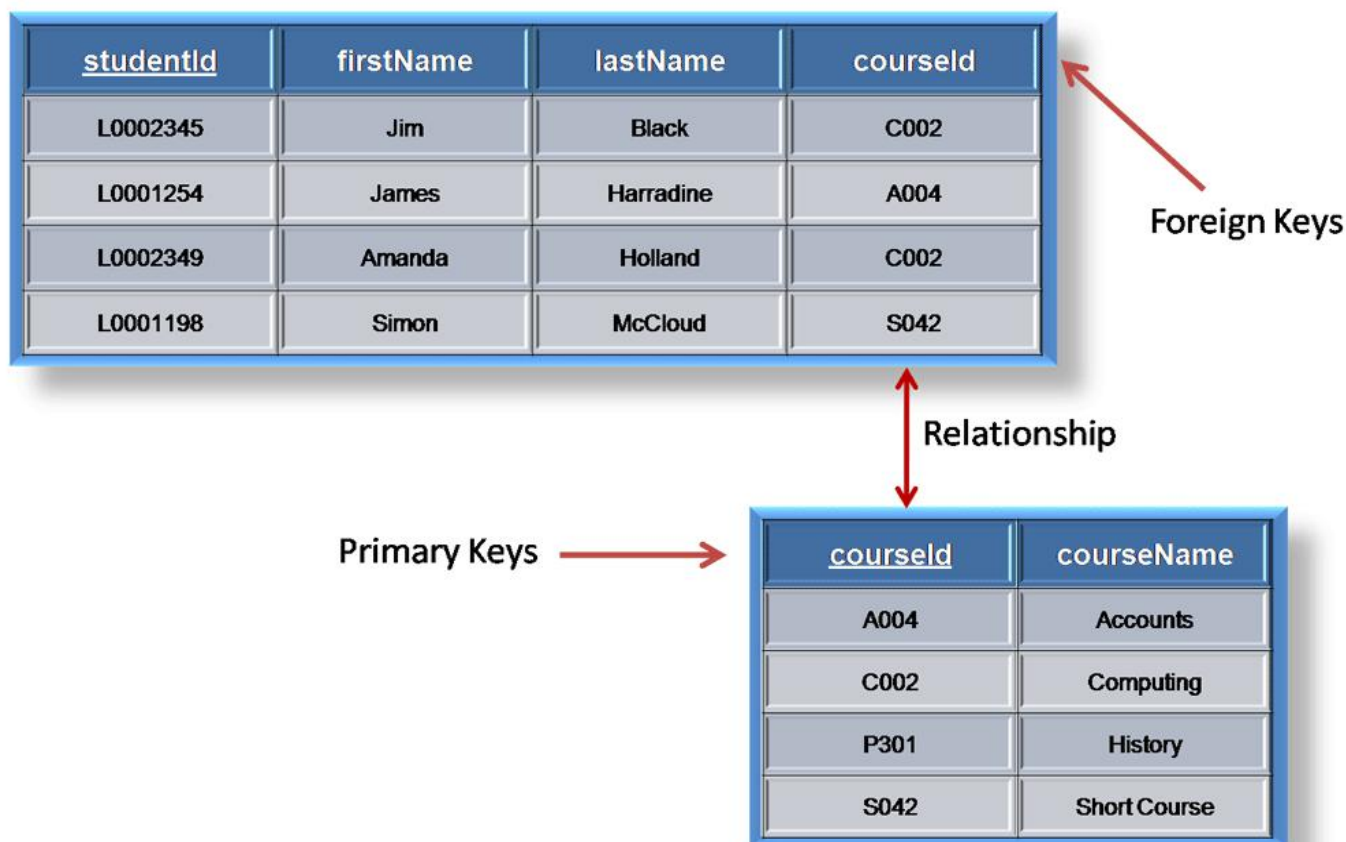 studentId firstName lastName courseId
L0002345 Jim Black C002
L0001254 James Harradine A004
Foreign Keys
L0002349 Amanda Holland C002
L0001198 Simon McCloud S042
Relationship
Primary Keys
courseId courseName
A004 Accounts
C002 Computing
P301 History
S042 Short Course